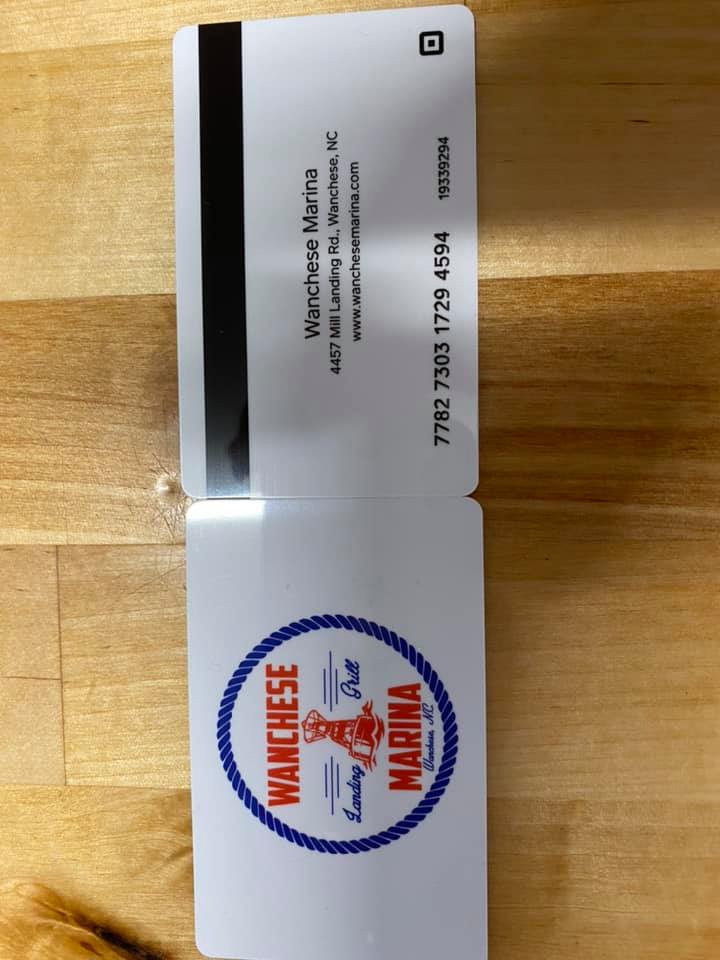 Wanchese Marina
4457 Mill Landing Rd., Wanchese, NC
www.wanchesemarina.com
7782 7303 1729 4594 19339294
WANCHESE
Landing Grill
MARINA
Wanchese, NC